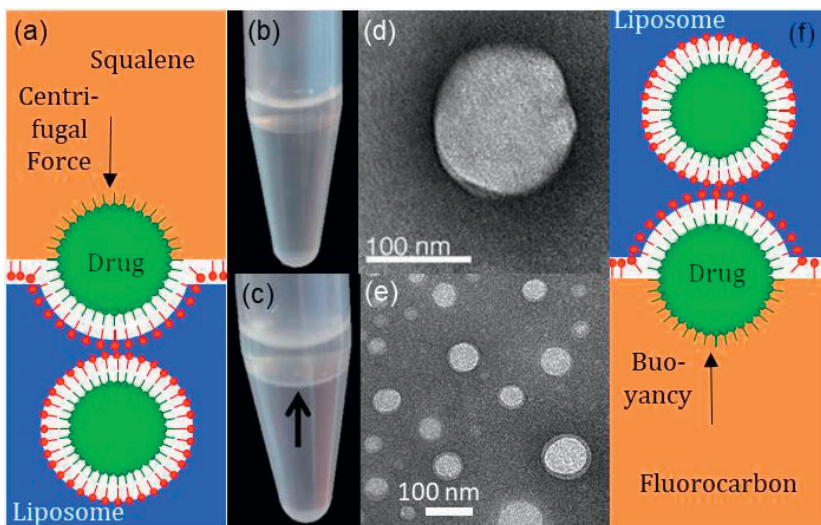 (a)
Squalene
Centri-
fugal
Force
Drug
Liposome
(b)
(c)
(d)
100 nm
(e)
100 nm
Liposome
(f)
Drug
Buo-
yancy
Fluorocarbon